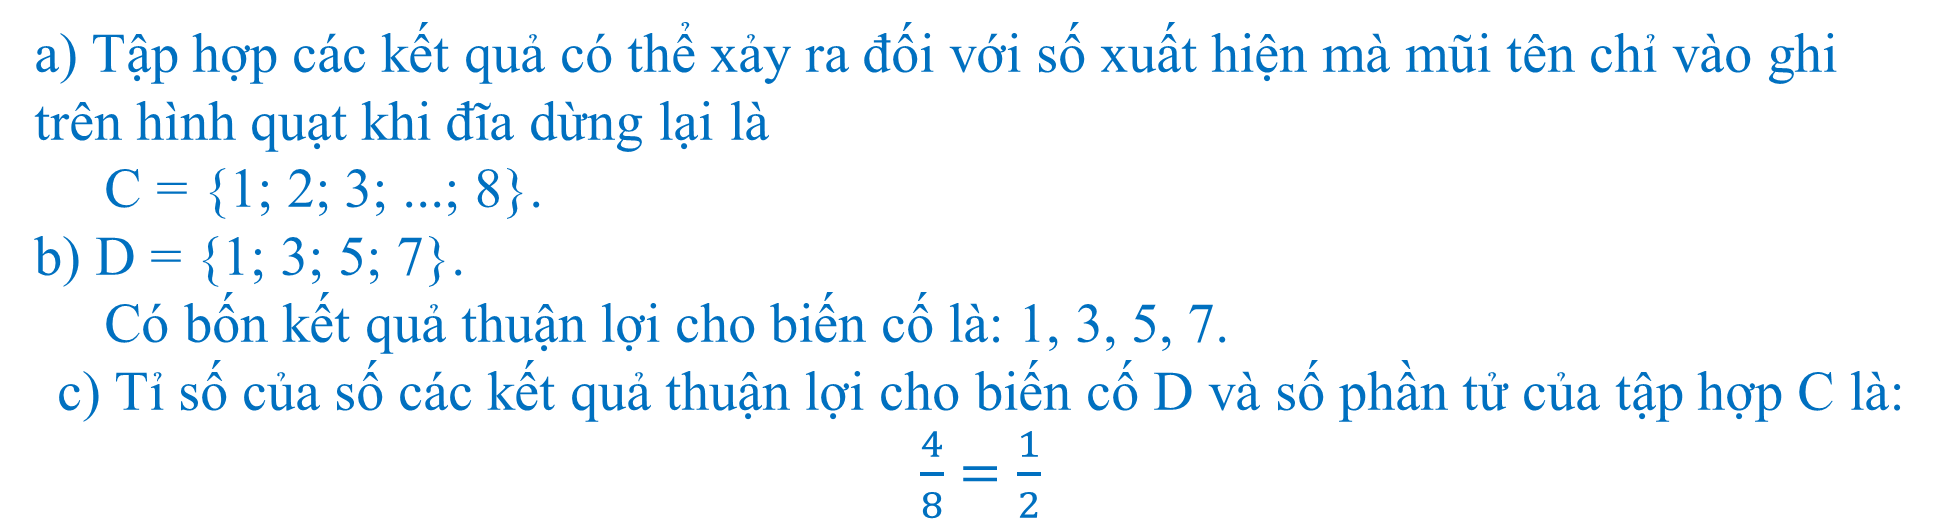 a) Tập hợp các kết quả có thể xảy ra đối với số xuất hiện mà mũi tên chỉ vào ghi
trên hình quạt khi đĩa dừng lại là
C = {1; 2; 3; ...; 8}.
b) D = {1; 3; 5; 7}.
Có bốn kết quả thuận lợi cho biến cố là: 1, 3, 5, 7.
c) Tỉ số của số các kết quả thuận lợi cho biến cố D và số phần tử của tập hợp C là:
4/8 = 1/2